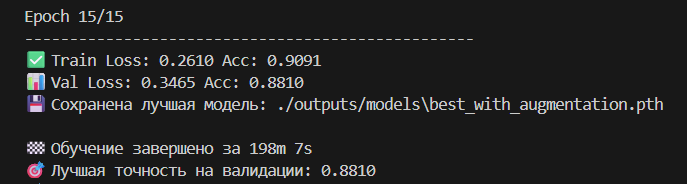 Epoch 15/15
--------------------------------------------------
✅ Train Loss: 0.2610 Acc: 0.9091
📊 Val Loss: 0.3465 Acc: 0.8810
💾 Сохранена лучшая модель: ./outputs/models\best_with_augmentation.pth
🏁 Обучение завершено за 198m 7s
🎯 Лучшая точность на валидации: 0.8810